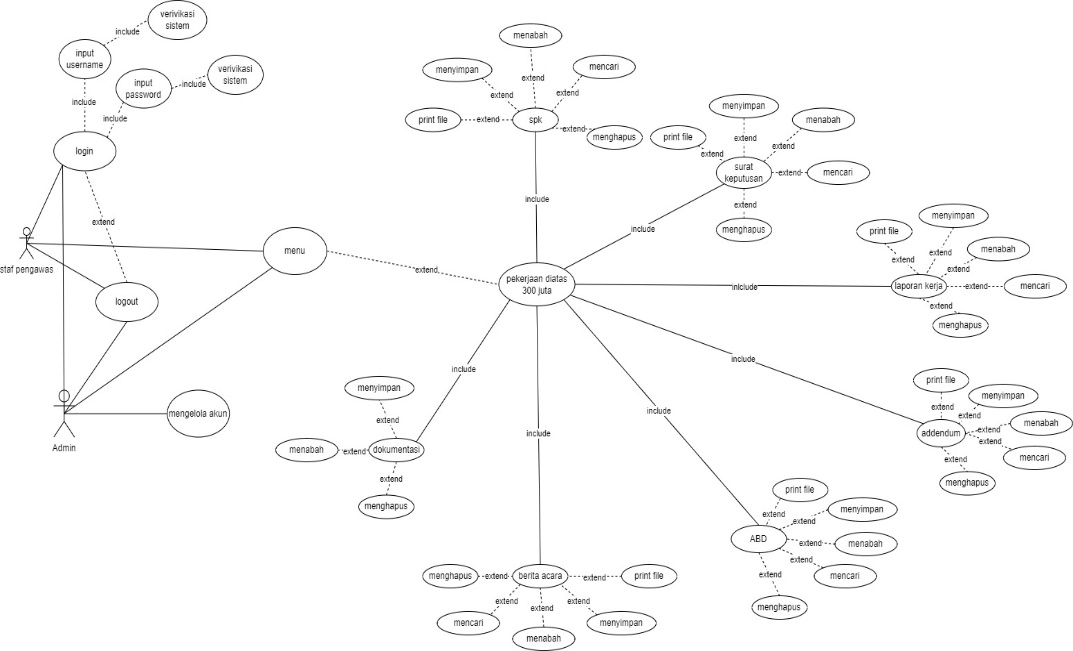 verivikasi
sistem
include
input
username
verivikasi
sistem
input
password
include
include
include
login
extend
staf pengawas
menu
logout
mengelola akun
Admin
extend
pekerjaan diatas
300 juta
include
menabah
menyimpan
mencari
extend
extend
extend
print file
extend
spk
extend
menghapus
include
menyimpan
menabah
print file
extend
extend
extend
surat
keputusan
extend
mencari
extend
menghapus
inlclude
menyimpan
print file
menabah
extend
extend
extend
laporan kerja
extend
mencari
extend
menghapus
include
print file
menyimpan
extend
extend
menabah
addendum
extend
extend
mencari
extend
menghapus
include
print file
menyimpan
extend
extend
ABD
extend
menabah
extend
mencari
extend
menghapus
include
menghapus
extend
berita acara
extend
print file
extend
extend
extend
mencari
menabah
menyimpan
include
menyimpan
extend
menabah
extend
dokumentasi
extend
menghapus